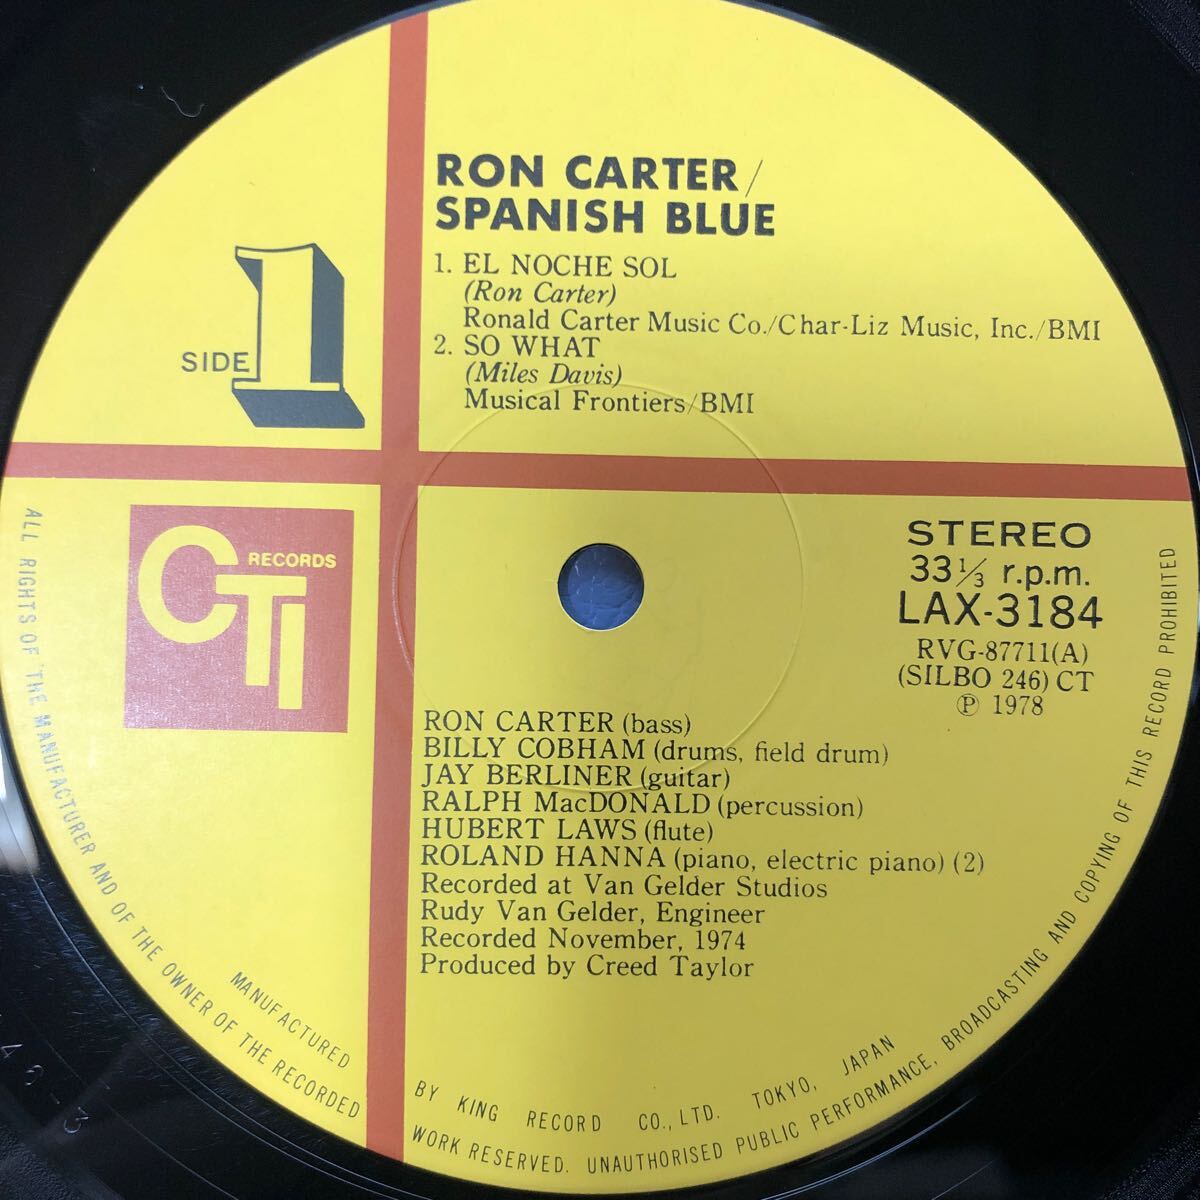 RON CARTER/
SPANISH BLUE
1. EL NOCHE SOL
(Ron Carter)
Ronald Carter Music Co./Char-Liz Music, Inc./BMI
2. SO WHAT
(Miles Davis)
Musical Frontiers/BMI
SIDE 1
CTI RECORDS
STEREO
33 1/3 r.p.m.
LAX-3184
RVG-87711(A)
(SILBO 246) CT
Ⓟ 1978
RON CARTER (bass)
BILLY COBHAM (drums, field drum)
JAY BERLINER (guitar)
RALPH MacDONALD (percussion)
HUBERT LAWS (flute)
ROLAND HANNA (piano, electric piano) (2)
Recorded at Van Gelder Studios
Rudy Van Gelder, Engineer
Recorded November, 1974
Produced by Creed Taylor
MANUFACTURED BY KING RECORD CO., LTD. TOKYO, JAPAN
ALL RIGHTS OF THE MANUFACTURER AND OF THE OWNER OF THE RECORDED WORK RESERVED. UNAUTHORISED PUBLIC PERFORMANCE, BROADCASTING AND COPYING OF THIS RECORD PROHIBITED